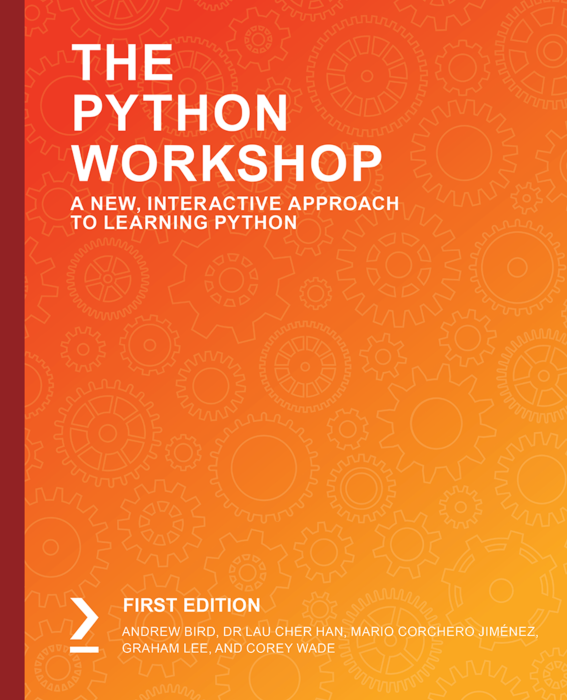 THE
PYTHON
WORKSHOP
A NEW, INTERACTIVE APPROACH
TO LEARNING PYTHON
FIRST EDITION
ANDREW BIRD, DR LAU CHER HAN, MARIO CORCHERO JIMÉNEZ,
GRAHAM LEE, AND COREY WADE